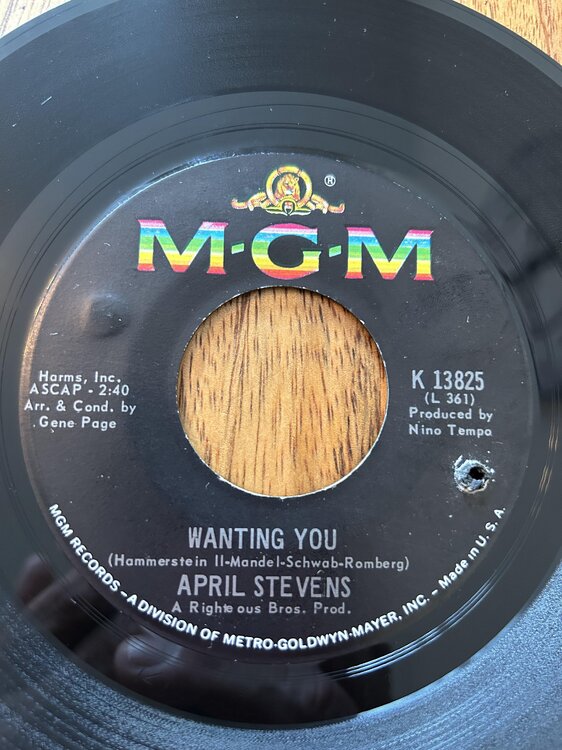 ®
M·G·M
Harms, Inc.
ASCAP - 2:40
Arr. & Cond. by
Gene Page
K 13825
(L 361)
Produced by
Nino Tempo
WANTING YOU
(Hammerstein II-Mandel-Schwab-Romberg)
APRIL STEVENS
A Righteous Bros. Prod.
MGM RECORDS - A DIVISION OF METRO-GOLDWYN-MAYER, INC. - Made in U.S.A.